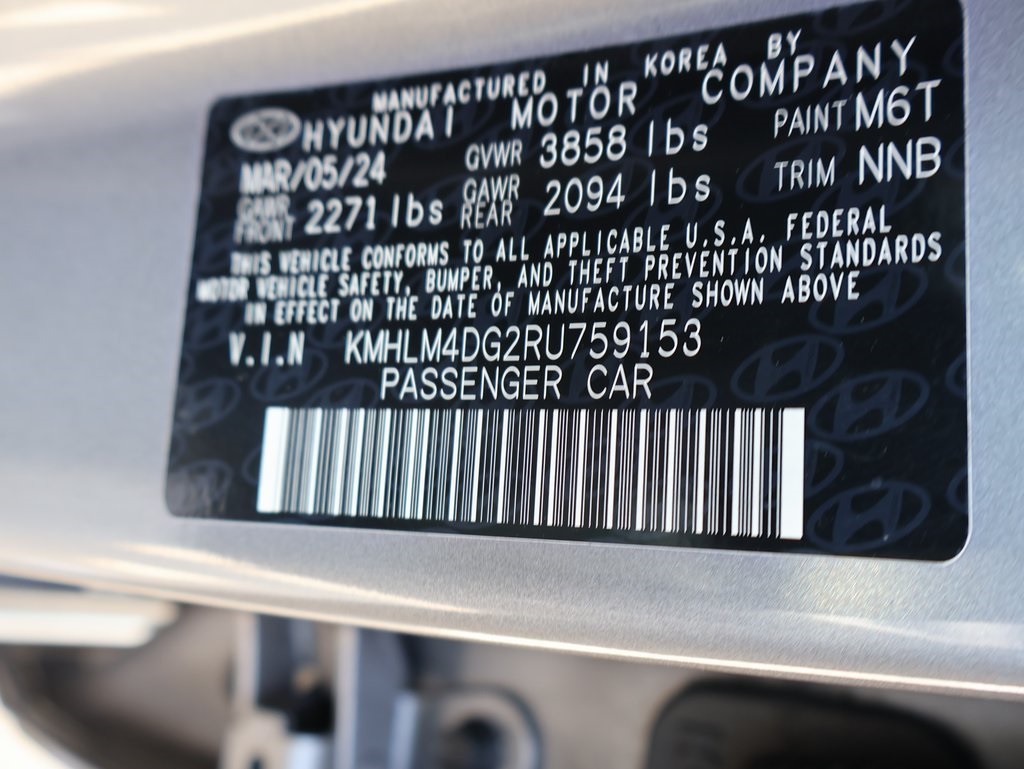 MANUFACTURED IN KOREA BY
HYUNDAI MOTOR COMPANY
MAR/05/24 GVWR 3858 lbs PAINT M6T
GAWR FRONT 2271 lbs GAWR REAR 2094 lbs TRIM NNB
THIS VEHICLE CONFORMS TO ALL APPLICABLE U.S.A. FEDERAL
MOTOR VEHICLE SAFETY, BUMPER, AND THEFT PREVENTION STANDARDS
IN EFFECT ON THE DATE OF MANUFACTURE SHOWN ABOVE
V.I.N KMHLM4DG2RU759153
PASSENGER CAR